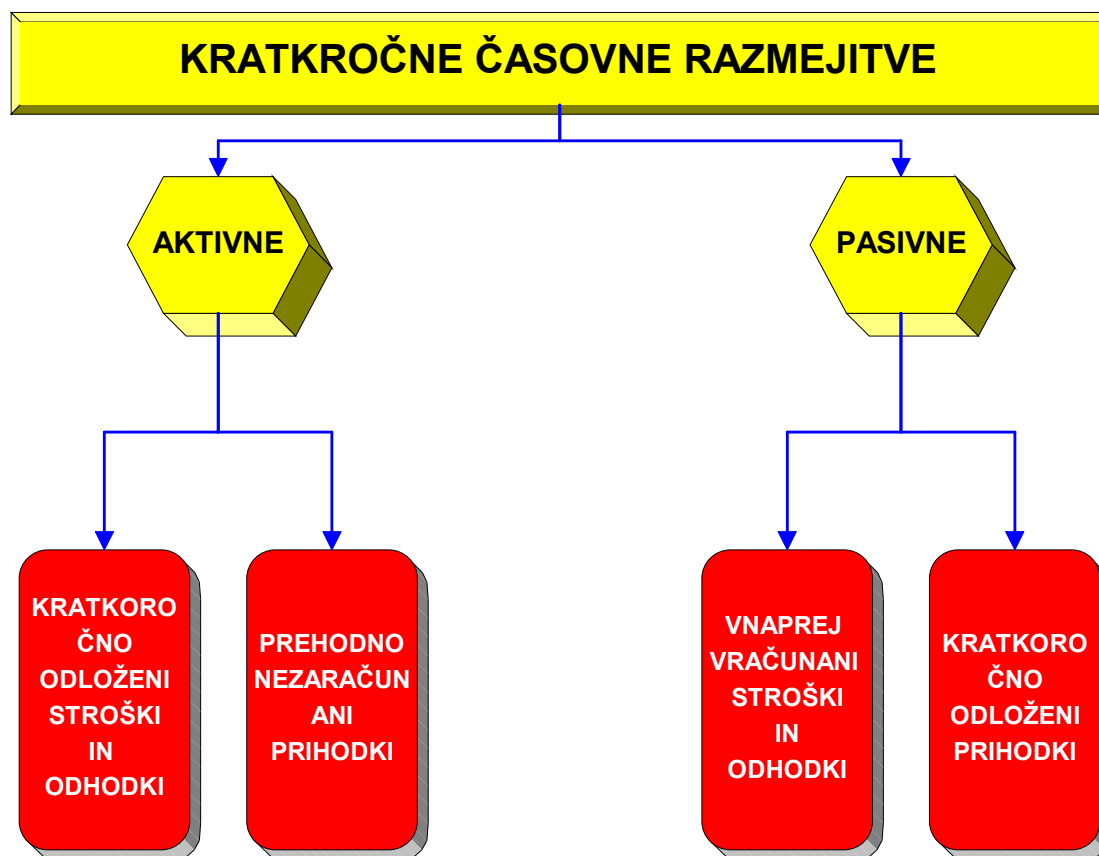 KRATKROČNE ČASOVNE RAZMEJITVE
AKTIVNE
PASIVNE
KRATKORO
ČNO
ODLOŽENI
STROŠKI
IN
ODHODKI
PREHODNO
NEZARAČUN
ANI
PRIHODKI
VNAPREJ
VRAČUNANI
STROŠKI
IN
ODHODKI
KRATKORO
ČNO
ODLOŽENI
PRIHODKI